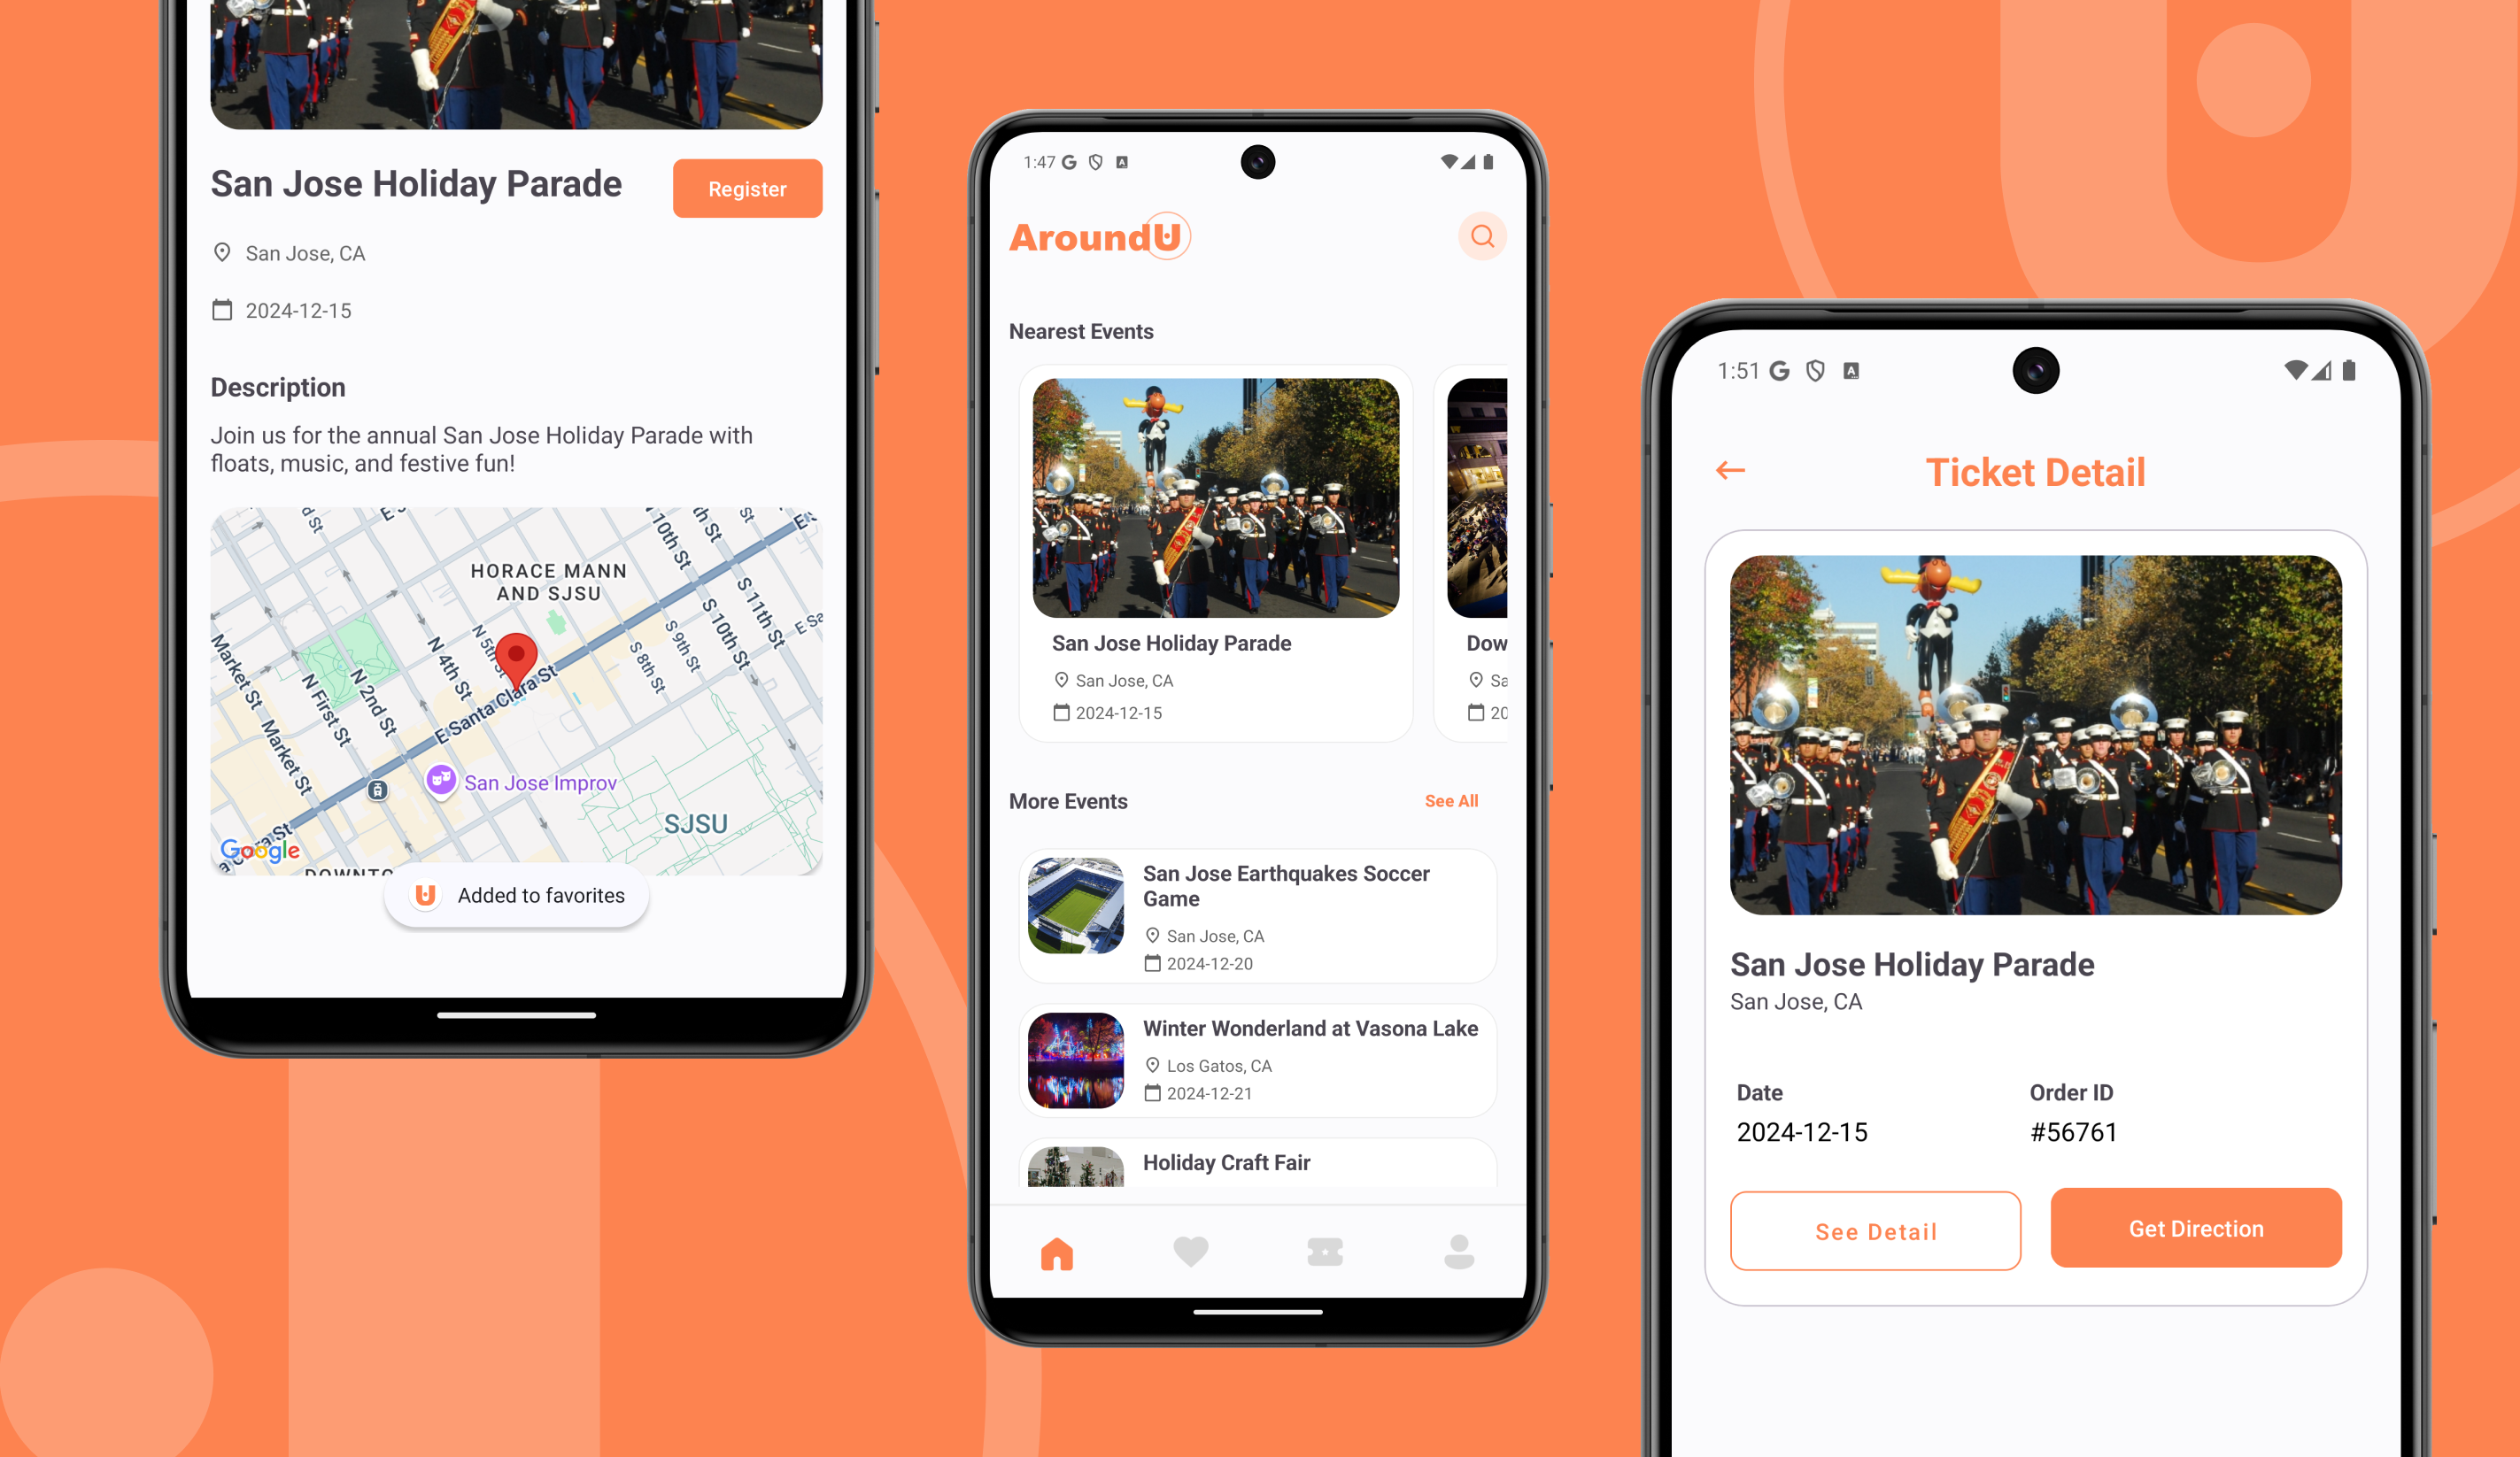 San Jose Holiday Parade
Register
San Jose, CA
2024-12-15
Description
Join us for the annual San Jose Holiday Parade with
floats, music, and festive fun!
HORACE MANN
AND SJSU
N 10th St
S 11th St
S 10th St
S 9th St
S 8th St
N 5th St
N 4th St
N 2nd St
N First St
Market St
Market St
E Santa Clara St
San Jose Improv
SJSU
Google
Added to favorites
1:47
AroundU
Nearest Events
San Jose Holiday Parade
San Jose, CA
2024-12-15
Dow
Sa
20
More Events
See All
San Jose Earthquakes Soccer
Game
San Jose, CA
2024-12-20
Winter Wonderland at Vasona Lake
Los Gatos, CA
2024-12-21
Holiday Craft Fair
1:51
Ticket Detail
San Jose Holiday Parade
San Jose, CA
Date
Order ID
2024-12-15
#56761
See Detail
Get Direction